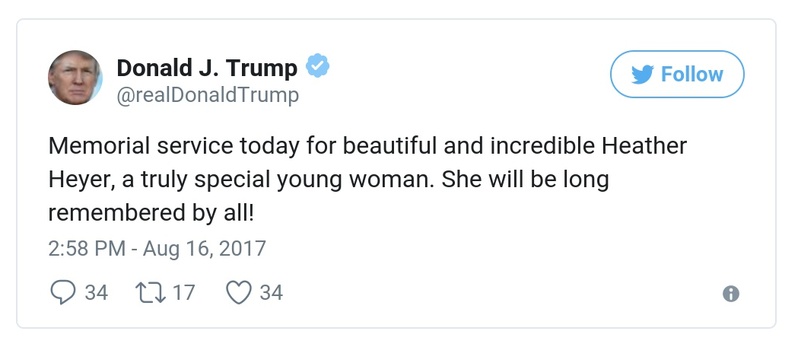 Donald J. Trump
Follow
@realDonaldTrump
Memorial service today for beautiful and incredible Heather
Heyer, a truly special young woman. She will be long
remembered by all!
2:58 PM - Aug 16, 2017
34 17 34